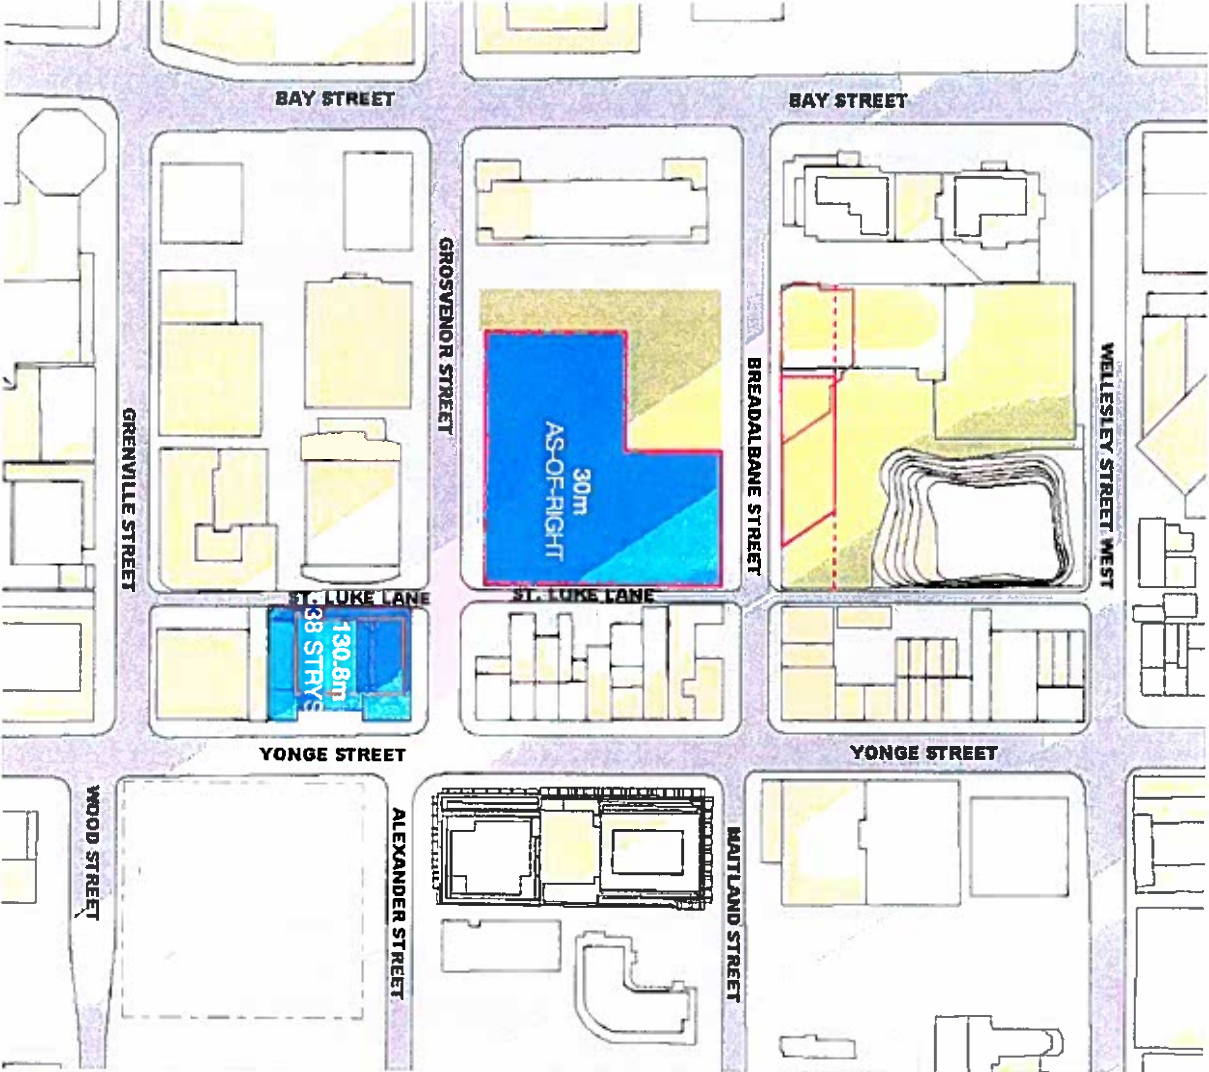 BAY STREET
BAY STREET
GROSVENOR STREET
BREADALBANE STREET
WELLESLEY STREET WEST
GRENVILLE STREET
30m
AS-OF-RIGHT
ST. LUKE LANE
ST. LUKE LANE
130.8m
38 STRYS
YONGE STREET
YONGE STREET
WOOD STREET
ALEXANDER STREET
MAITLAND STREET